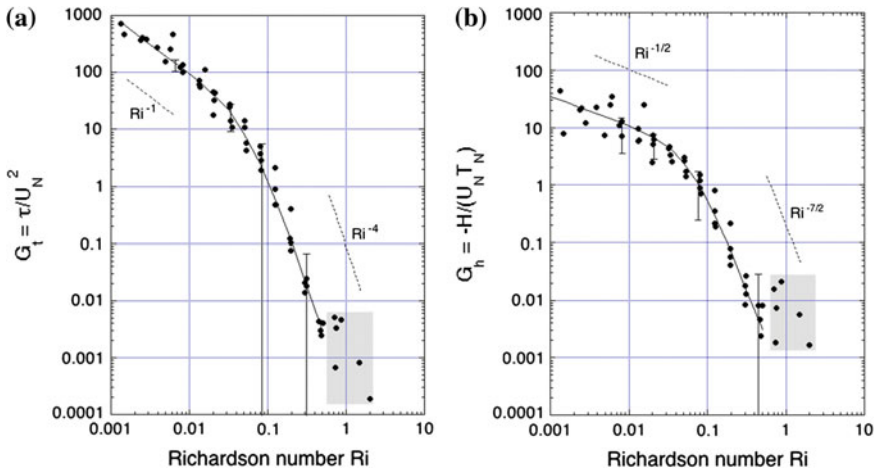 (a)
1000
100
10
1
0.1
0.01
0.001
0.0001
G_t = τ/U_N^2
Ri^-1
Ri^-4
0.001 0.01 0.1 1 10
Richardson number Ri
(b)
1000
100
10
1
0.1
0.01
0.001
0.0001
G_h = -H/(U_N T_N)
Ri^-1/2
Ri^-7/2
0.001 0.01 0.1 1 10
Richardson number Ri